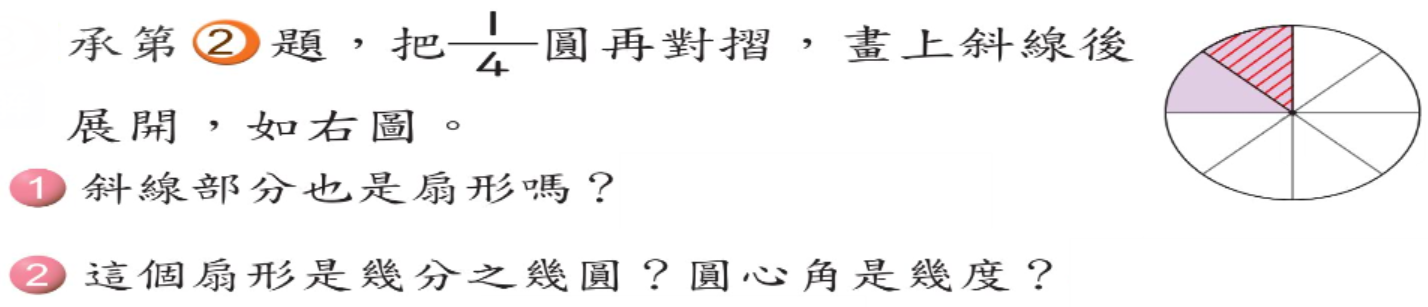 承第2題，把1/4圓再對摺，畫上斜線後
展開，如右圖。
1 斜線部分也是扇形嗎？
2 這個扇形是幾分之幾圓？圓心角是幾度？